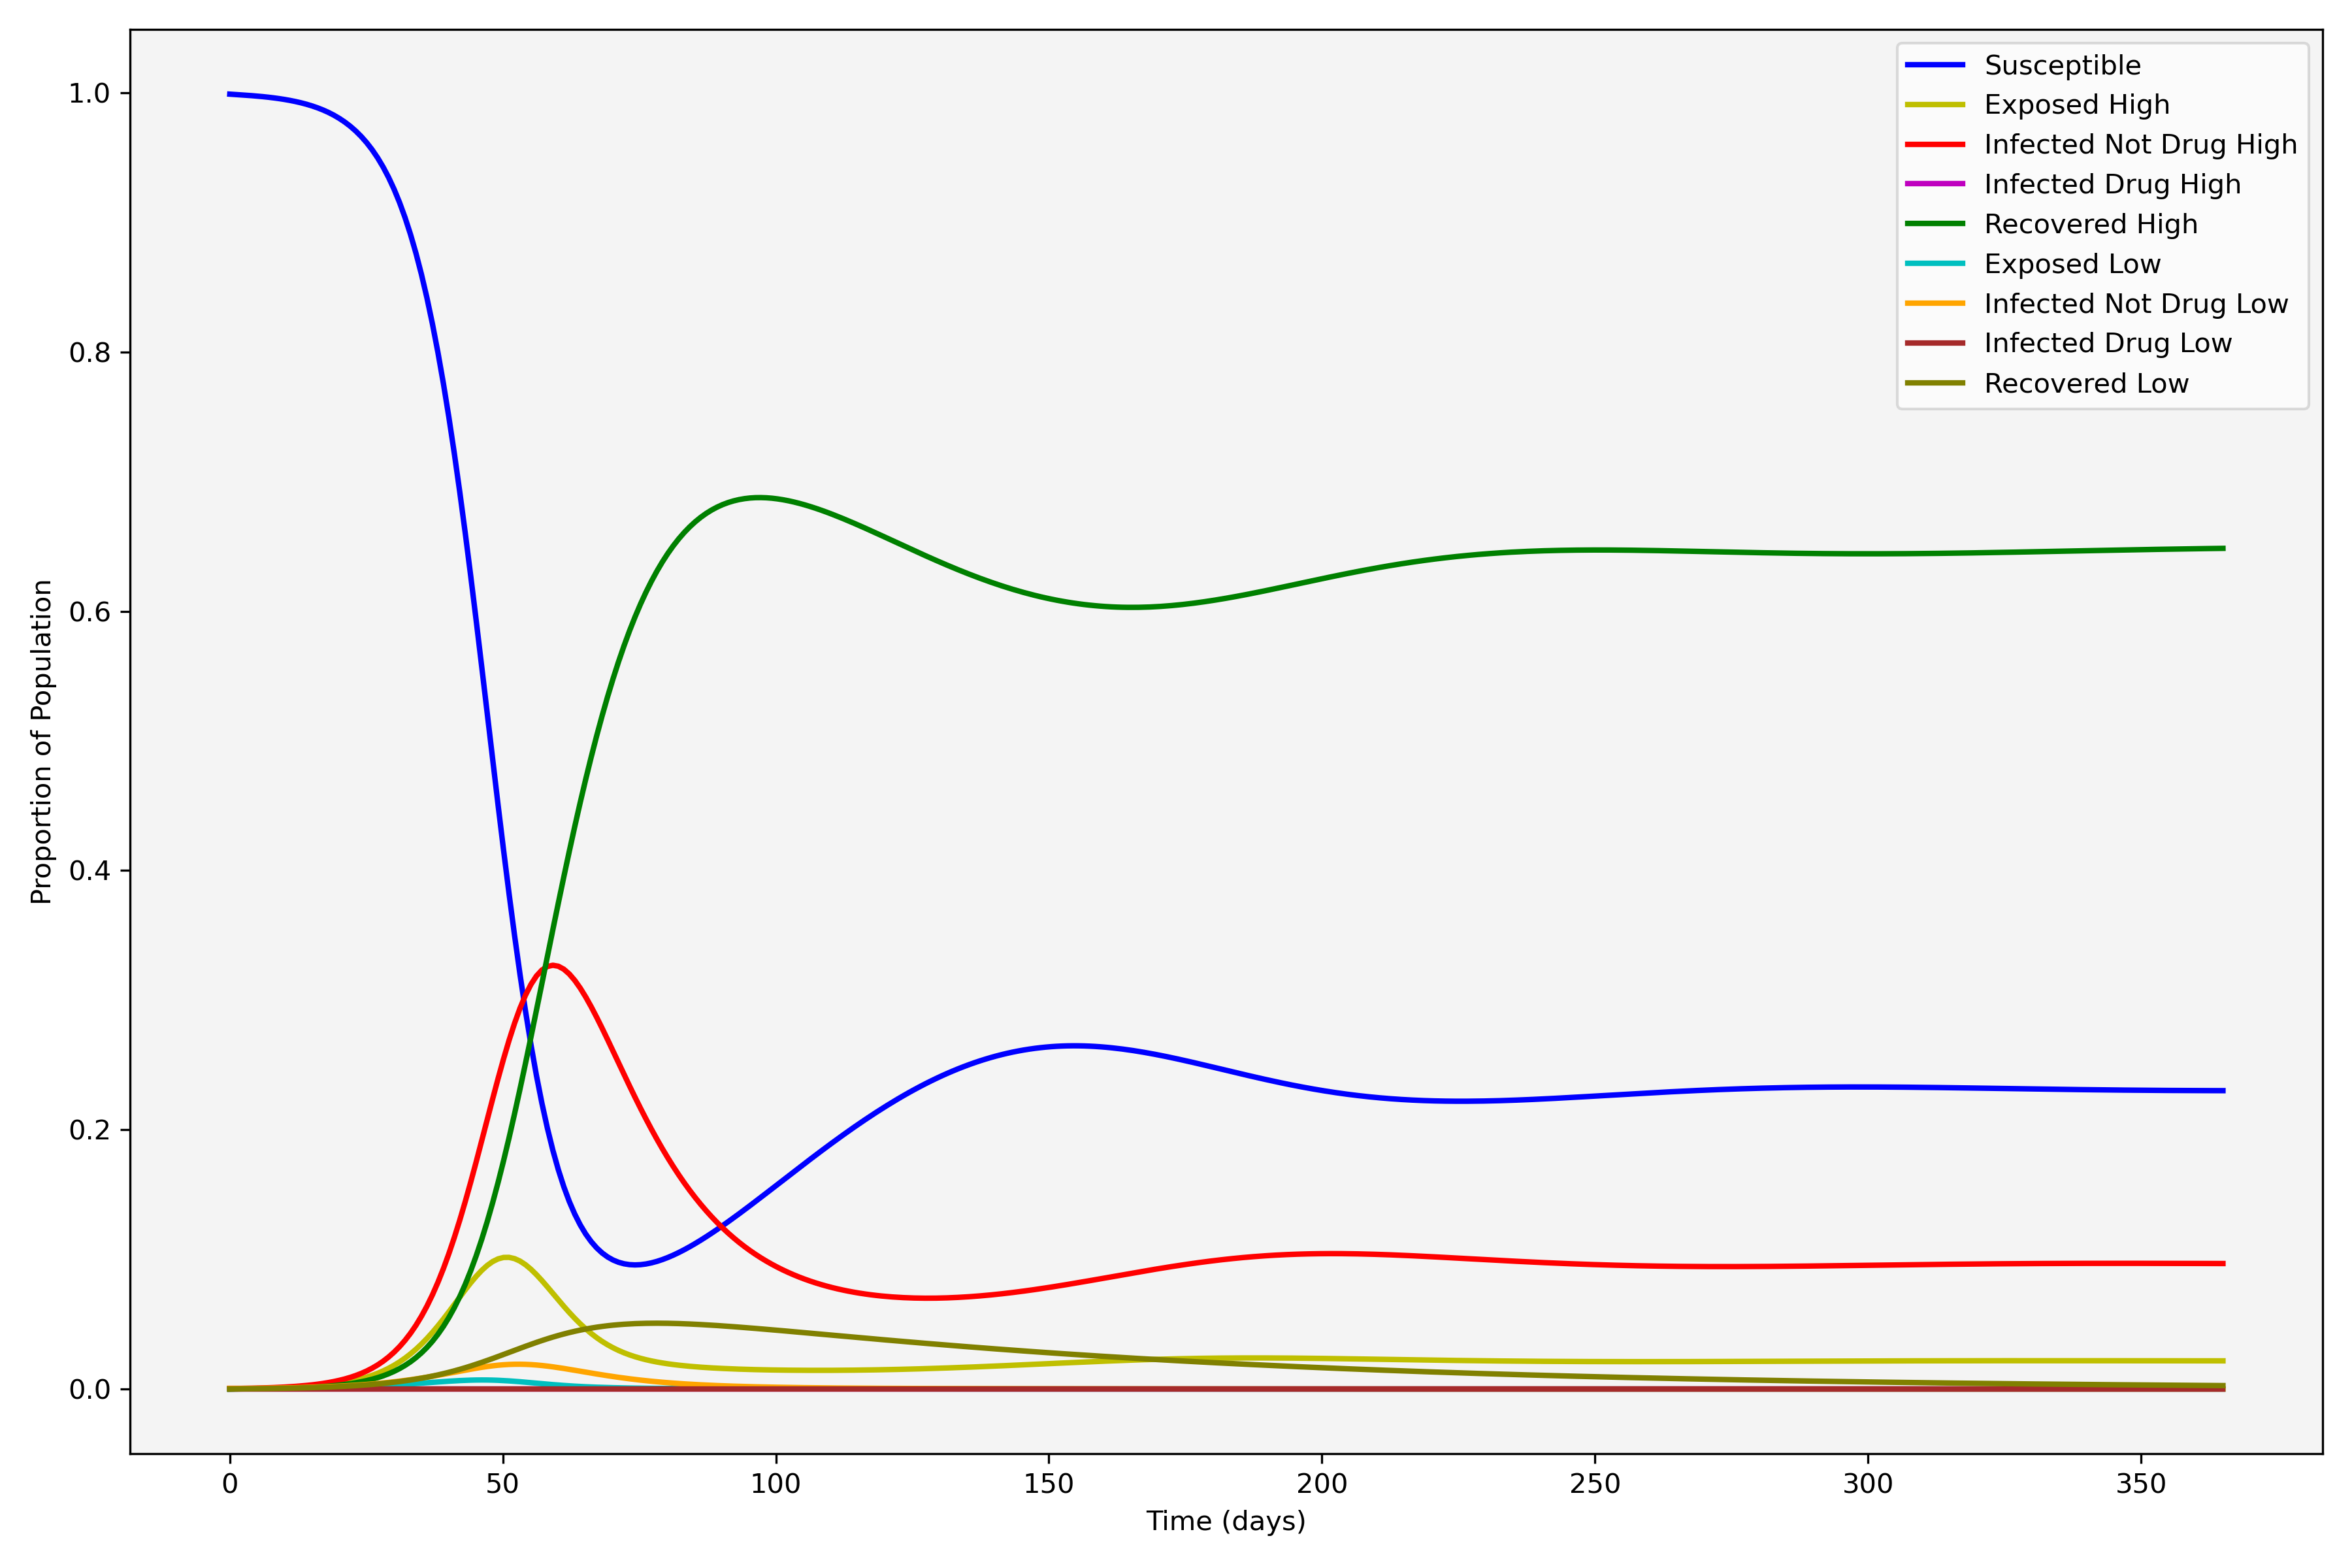 Susceptible
Exposed High
Infected Not Drug High
Infected Drug High
Recovered High
Exposed Low
Infected Not Drug Low
Infected Drug Low
Recovered Low
Proportion of Population
1.0
0.8
0.6
0.4
0.2
0.0
0 50 100 150 200 250 300 350
Time (days)